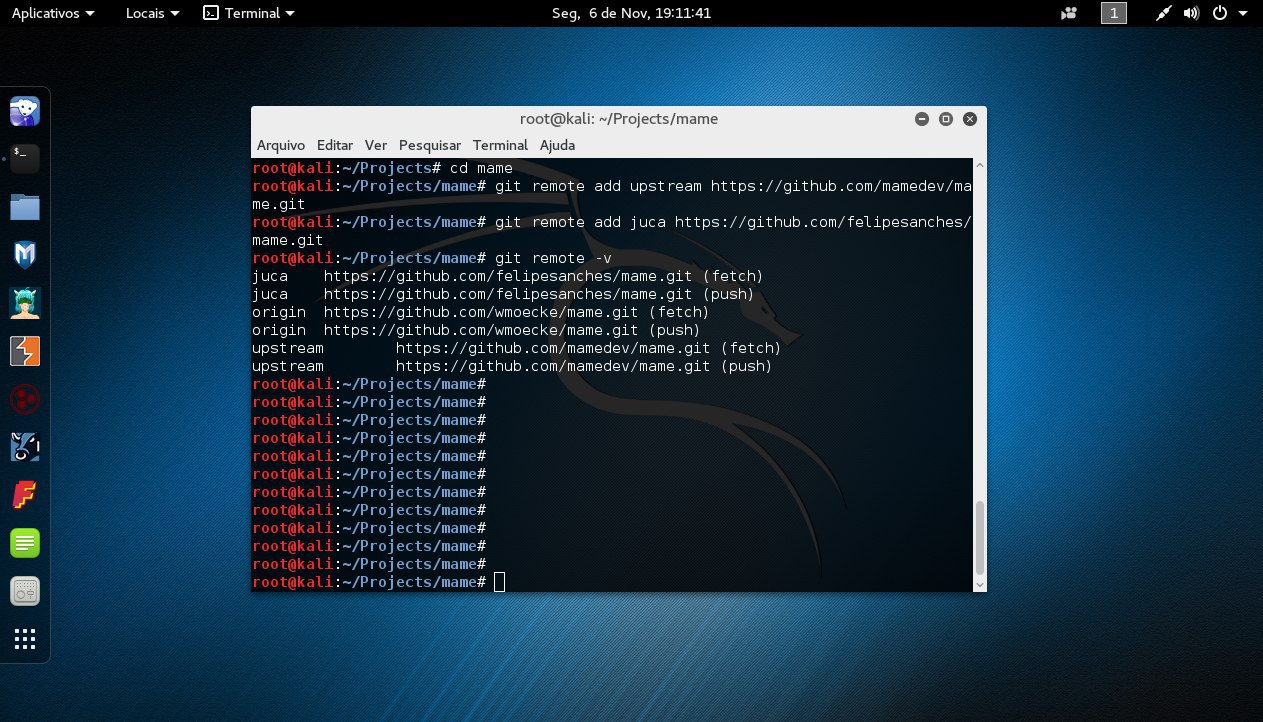 Aplicativos Locais Terminal Seg, 6 de Nov, 19:11:41 1
root@kali: ~/Projects/mame
Arquivo Editar Ver Pesquisar Terminal Ajuda
root@kali:~/Projects# cd mame
root@kali:~/Projects/mame# git remote add upstream https://github.com/mamedev/ma
me.git
root@kali:~/Projects/mame# git remote add juca https://github.com/felipesanches/
mame.git
root@kali:~/Projects/mame# git remote -v
juca    https://github.com/felipesanches/mame.git (fetch)
juca    https://github.com/felipesanches/mame.git (push)
origin  https://github.com/wmoecke/mame.git (fetch)
origin  https://github.com/wmoecke/mame.git (push)
upstream        https://github.com/mamedev/mame.git (fetch)
upstream        https://github.com/mamedev/mame.git (push)
root@kali:~/Projects/mame#
root@kali:~/Projects/mame#
root@kali:~/Projects/mame#
root@kali:~/Projects/mame#
root@kali:~/Projects/mame#
root@kali:~/Projects/mame#
root@kali:~/Projects/mame#
root@kali:~/Projects/mame#
root@kali:~/Projects/mame#
root@kali:~/Projects/mame#
root@kali:~/Projects/mame#
root@kali:~/Projects/mame#